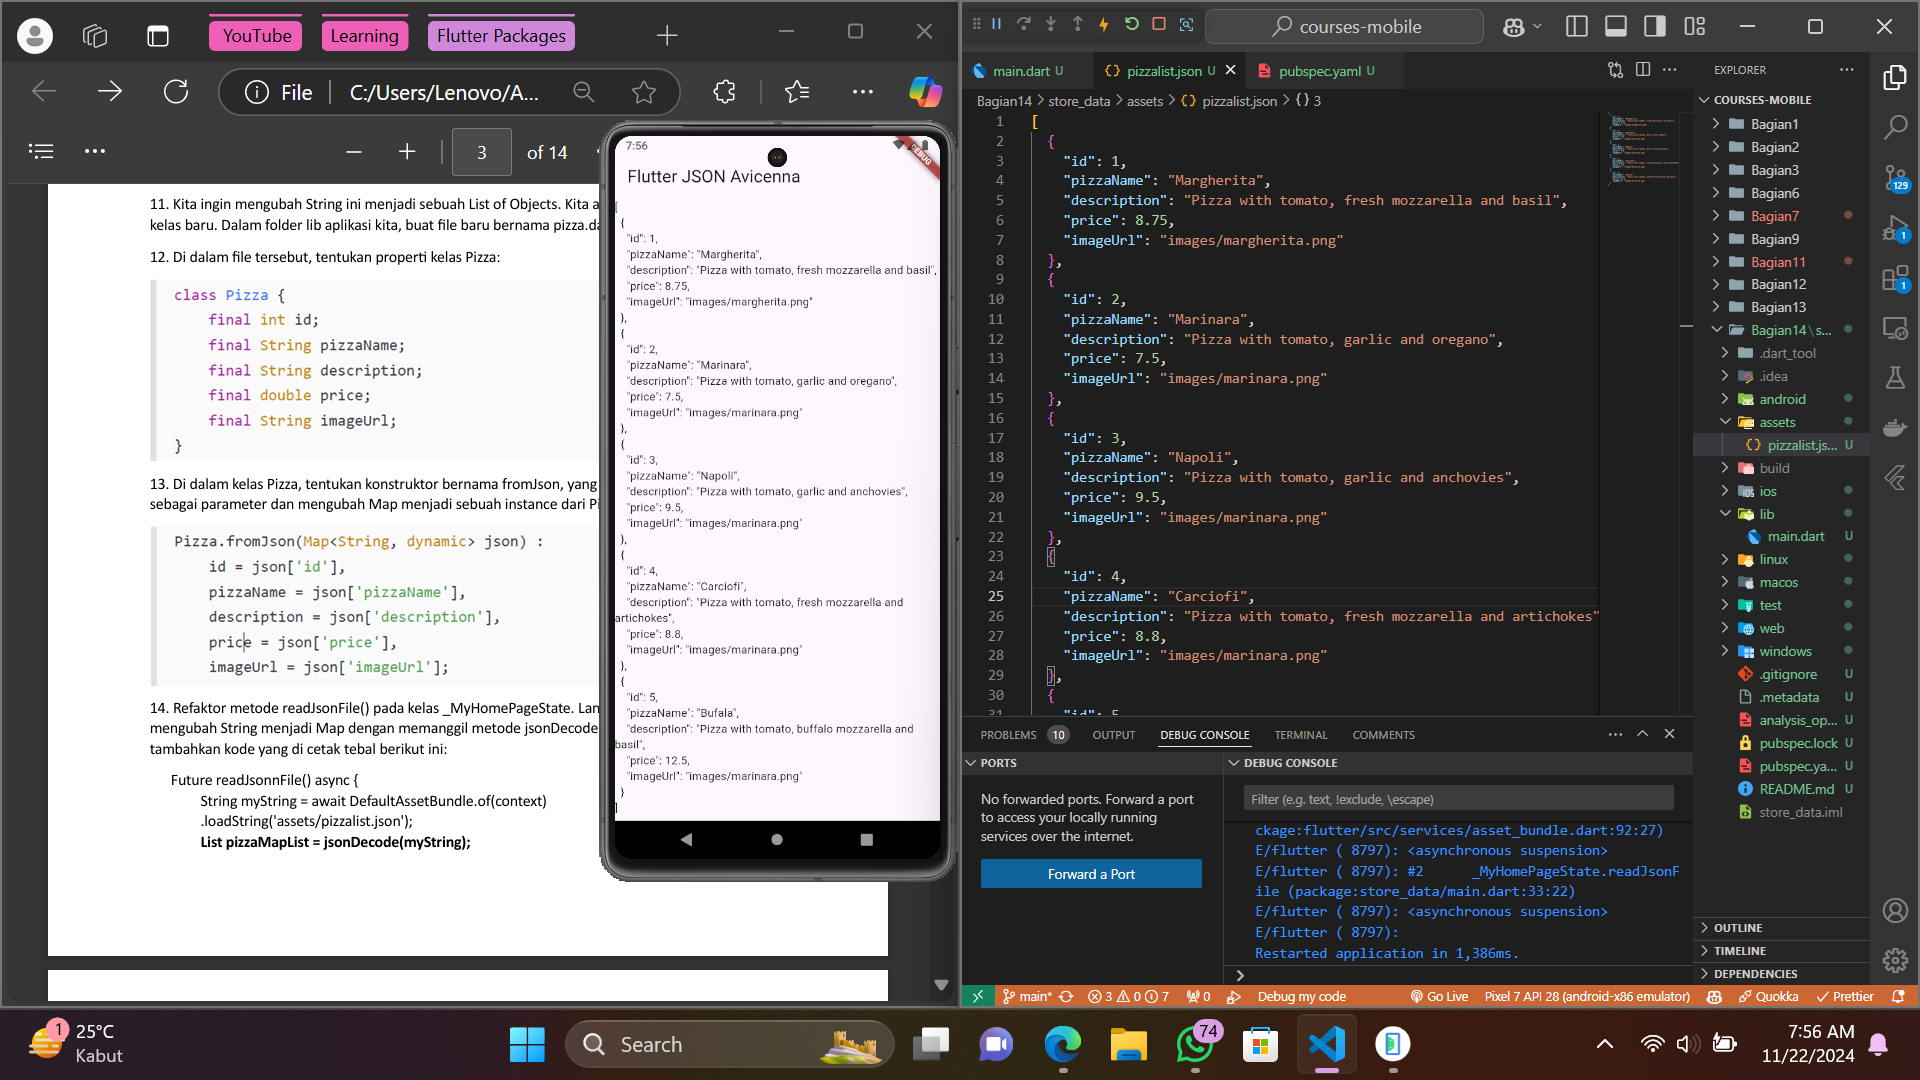 YouTube
Learning
Flutter Packages
File
C:/Users/Lenovo/A...
3
of 14
11. Kita ingin mengubah String ini menjadi sebuah List of Objects. Kita a
kelas baru. Dalam folder lib aplikasi kita, buat file baru bernama pizza.da
12. Di dalam file tersebut, tentukan properti kelas Pizza:
class Pizza {
final int id;
final String pizzaName;
final String description;
final double price;
final String imageUrl;
}
13. Di dalam kelas Pizza, tentukan konstruktor bernama fromJson, yang
sebagai parameter dan mengubah Map menjadi sebuah instance dari Pi
Pizza.fromJson(Map<String, dynamic> json) :
id = json['id'],
pizzaName = json['pizzaName'],
description = json['description'],
price = json['price'],
imageUrl = json['imageUrl'];
14. Refaktor metode readJsonFile() pada kelas _MyHomePageState. Lan
mengubah String menjadi Map dengan memanggil metode jsonDecode
tambahkan kode yang di cetak tebal berikut ini:
Future readJsonnFile() async {
String myString = await DefaultAssetBundle.of(context)
.loadString('assets/pizzalist.json');
List pizzaMapList = jsonDecode(myString);
7:56
DEBUG
Flutter JSON Avicenna
[
{
"id": 1,
"pizzaName": "Margherita",
"description": "Pizza with tomato, fresh mozzarella and basil",
"price": 8.75,
"imageUrl": "images/margherita.png"
},
{
"id": 2,
"pizzaName": "Marinara",
"description": "Pizza with tomato, garlic and oregano",
"price": 7.5,
"imageUrl": "images/marinara.png"
},
{
"id": 3,
"pizzaName": "Napoli",
"description": "Pizza with tomato, garlic and anchovies",
"price": 9.5,
"imageUrl": "images/marinara.png"
},
{
"id": 4,
"pizzaName": "Carciofi",
"description": "Pizza with tomato, fresh mozzarella and
artichokes",
"price": 8.8,
"imageUrl": "images/marinara.png"
},
{
"id": 5,
"pizzaName": "Bufala",
"description": "Pizza with tomato, buffalo mozzarella and
basil",
"price": 12.5,
"imageUrl": "images/marinara.png"
}
]
courses-mobile
main.dart U
{} pizzalist.json U
pubspec.yaml U
Bagian14 > store_data > assets > {} pizzalist.json > {} 3
1 [
2 {
3 "id": 1,
4 "pizzaName": "Margherita",
5 "description": "Pizza with tomato, fresh mozzarella and basil",
6 "price": 8.75,
7 "imageUrl": "images/margherita.png"
8 },
9 {
10 "id": 2,
11 "pizzaName": "Marinara",
12 "description": "Pizza with tomato, garlic and oregano",
13 "price": 7.5,
14 "imageUrl": "images/marinara.png"
15 },
16 {
17 "id": 3,
18 "pizzaName": "Napoli",
19 "description": "Pizza with tomato, garlic and anchovies",
20 "price": 9.5,
21 "imageUrl": "images/marinara.png"
22 },
23 {
24 "id": 4,
25 "pizzaName": "Carciofi",
26 "description": "Pizza with tomato, fresh mozzarella and artichokes"
27 "price": 8.8,
28 "imageUrl": "images/marinara.png"
29 },
30 {
31 "id": 5
EXPLORER
COURSES-MOBILE
Bagian1
Bagian2
Bagian3
Bagian6
Bagian7
Bagian9
Bagian11
Bagian12
Bagian13
Bagian14\s...
.dart_tool
.idea
android
assets
{} pizzalist.js... U
build
ios
lib
main.dart U
linux
macos
test
web
windows
.gitignore U
.metadata U
analysis_op... U
pubspec.lock U
pubspec.ya... U
README.md U
store_data.iml
OUTLINE
TIMELINE
DEPENDENCIES
129
1
1
PROBLEMS 10
OUTPUT
DEBUG CONSOLE
TERMINAL
COMMENTS
PORTS
No forwarded ports. Forward a port
to access your locally running
services over the internet.
Forward a Port
DEBUG CONSOLE
Filter (e.g. text, !exclude, \escape)
ckage:flutter/src/services/asset_bundle.dart:92:27)
E/flutter ( 8797): <asynchronous suspension>
E/flutter ( 8797): #2 _MyHomePageState.readJsonF
ile (package:store_data/main.dart:33:22)
E/flutter ( 8797): <asynchronous suspension>
E/flutter ( 8797):
Restarted application in 1,386ms.
>
main*
3 0 7
0
Debug my code
Go Live
Pixel 7 API 28 (android-x86 emulator)
Quokka
Prettier
1
25°C
Kabut
Search
74
7:56 AM
11/22/2024